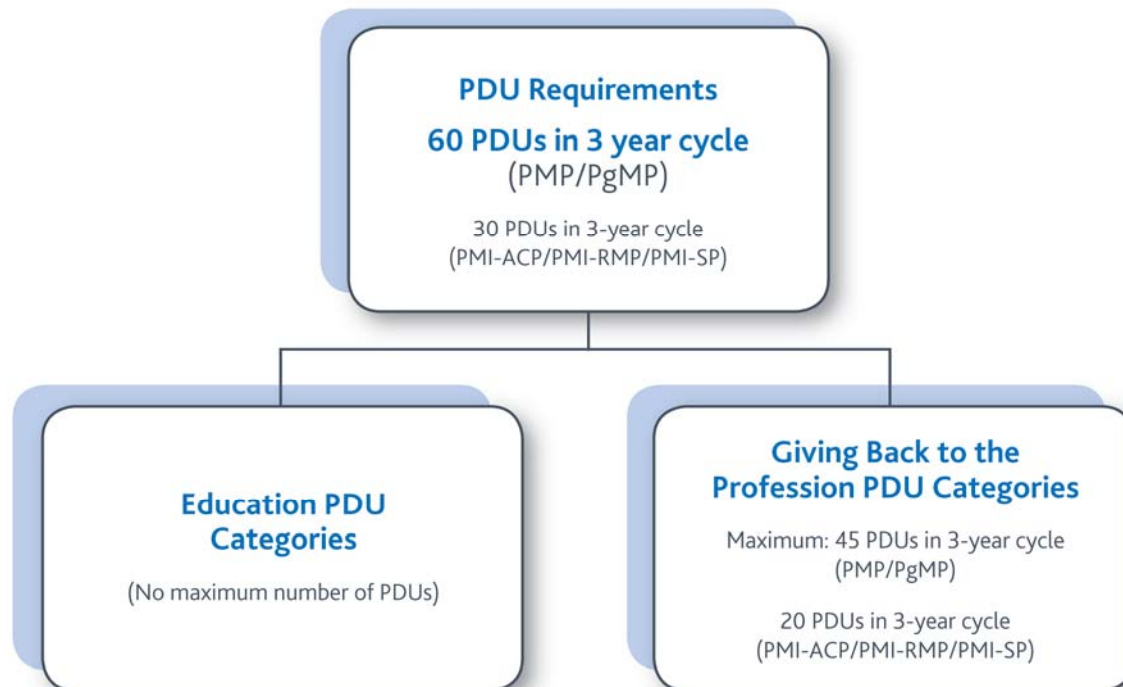 PDU Requirements
60 PDUs in 3 year cycle
(PMP/PgMP)
30 PDUs in 3-year cycle
(PMI-ACP/PMI-RMP/PMI-SP)
Education PDU
Categories
(No maximum number of PDUs)
Giving Back to the
Profession PDU Categories
Maximum: 45 PDUs in 3-year cycle
(PMP/PgMP)
20 PDUs in 3-year cycle
(PMI-ACP/PMI-RMP/PMI-SP)